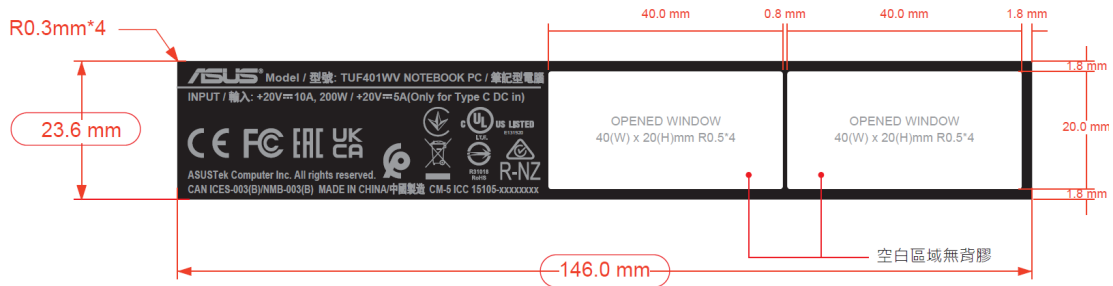 40.0 mm 0.8 mm 40.0 mm 1.8 mm
R0.3mm*4
1.8 mm
ASUS® Model / 型號: TUF401WV NOTEBOOK PC / 筆記型電腦
INPUT / 輸入: +20V⎓10A, 200W / +20V⎓5A(Only for Type C DC in)
23.6 mm
C UL US LISTED
OPENED WINDOW
40(W) x 20(H)mm R0.5*4
OPENED WINDOW
40(W) x 20(H)mm R0.5*4
20.0 mm
CE FC EAC UK CA
R31018
RoHS
R-NZ
ASUSTek Computer Inc. All rights reserved.
CAN ICES-003(B)/NMB-003(B) MADE IN CHINA/中國製造 CM-5 ICC 15105-xxxxxxxx
1.8 mm
空白區域無背膠
146.0 mm